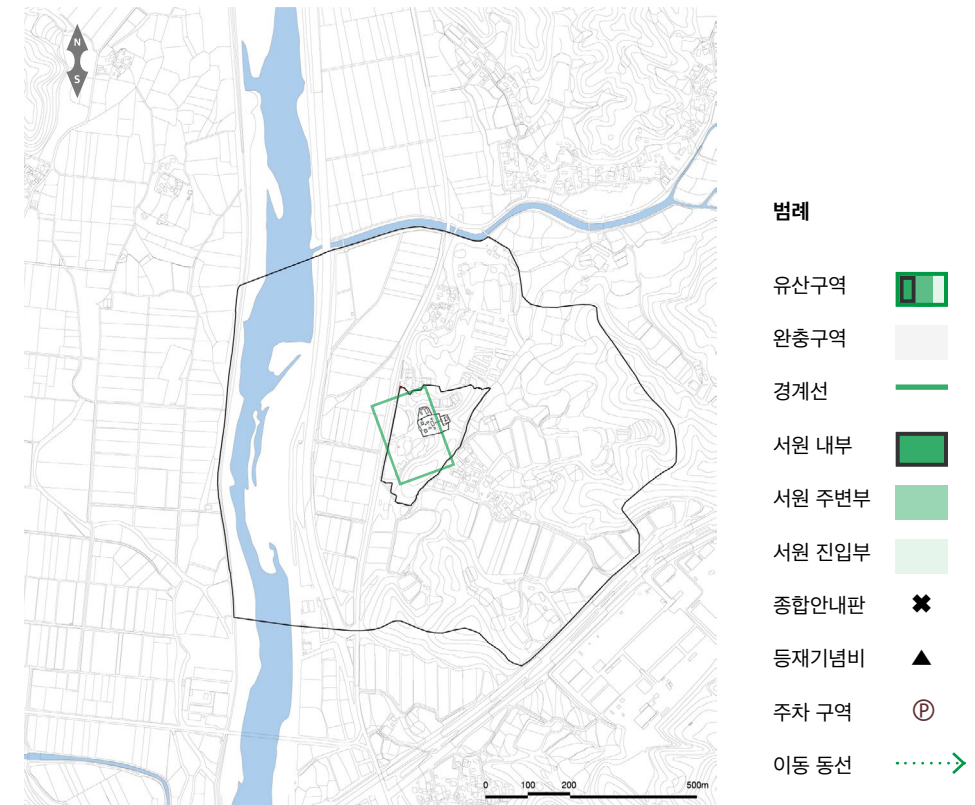 N
S
범례
유산구역
완충구역
경계선
서원 내부
서원 주변부
서원 진입부
종합안내판
등재기념비
주차 구역 Ⓟ
이동 동선
0 100 200 500m